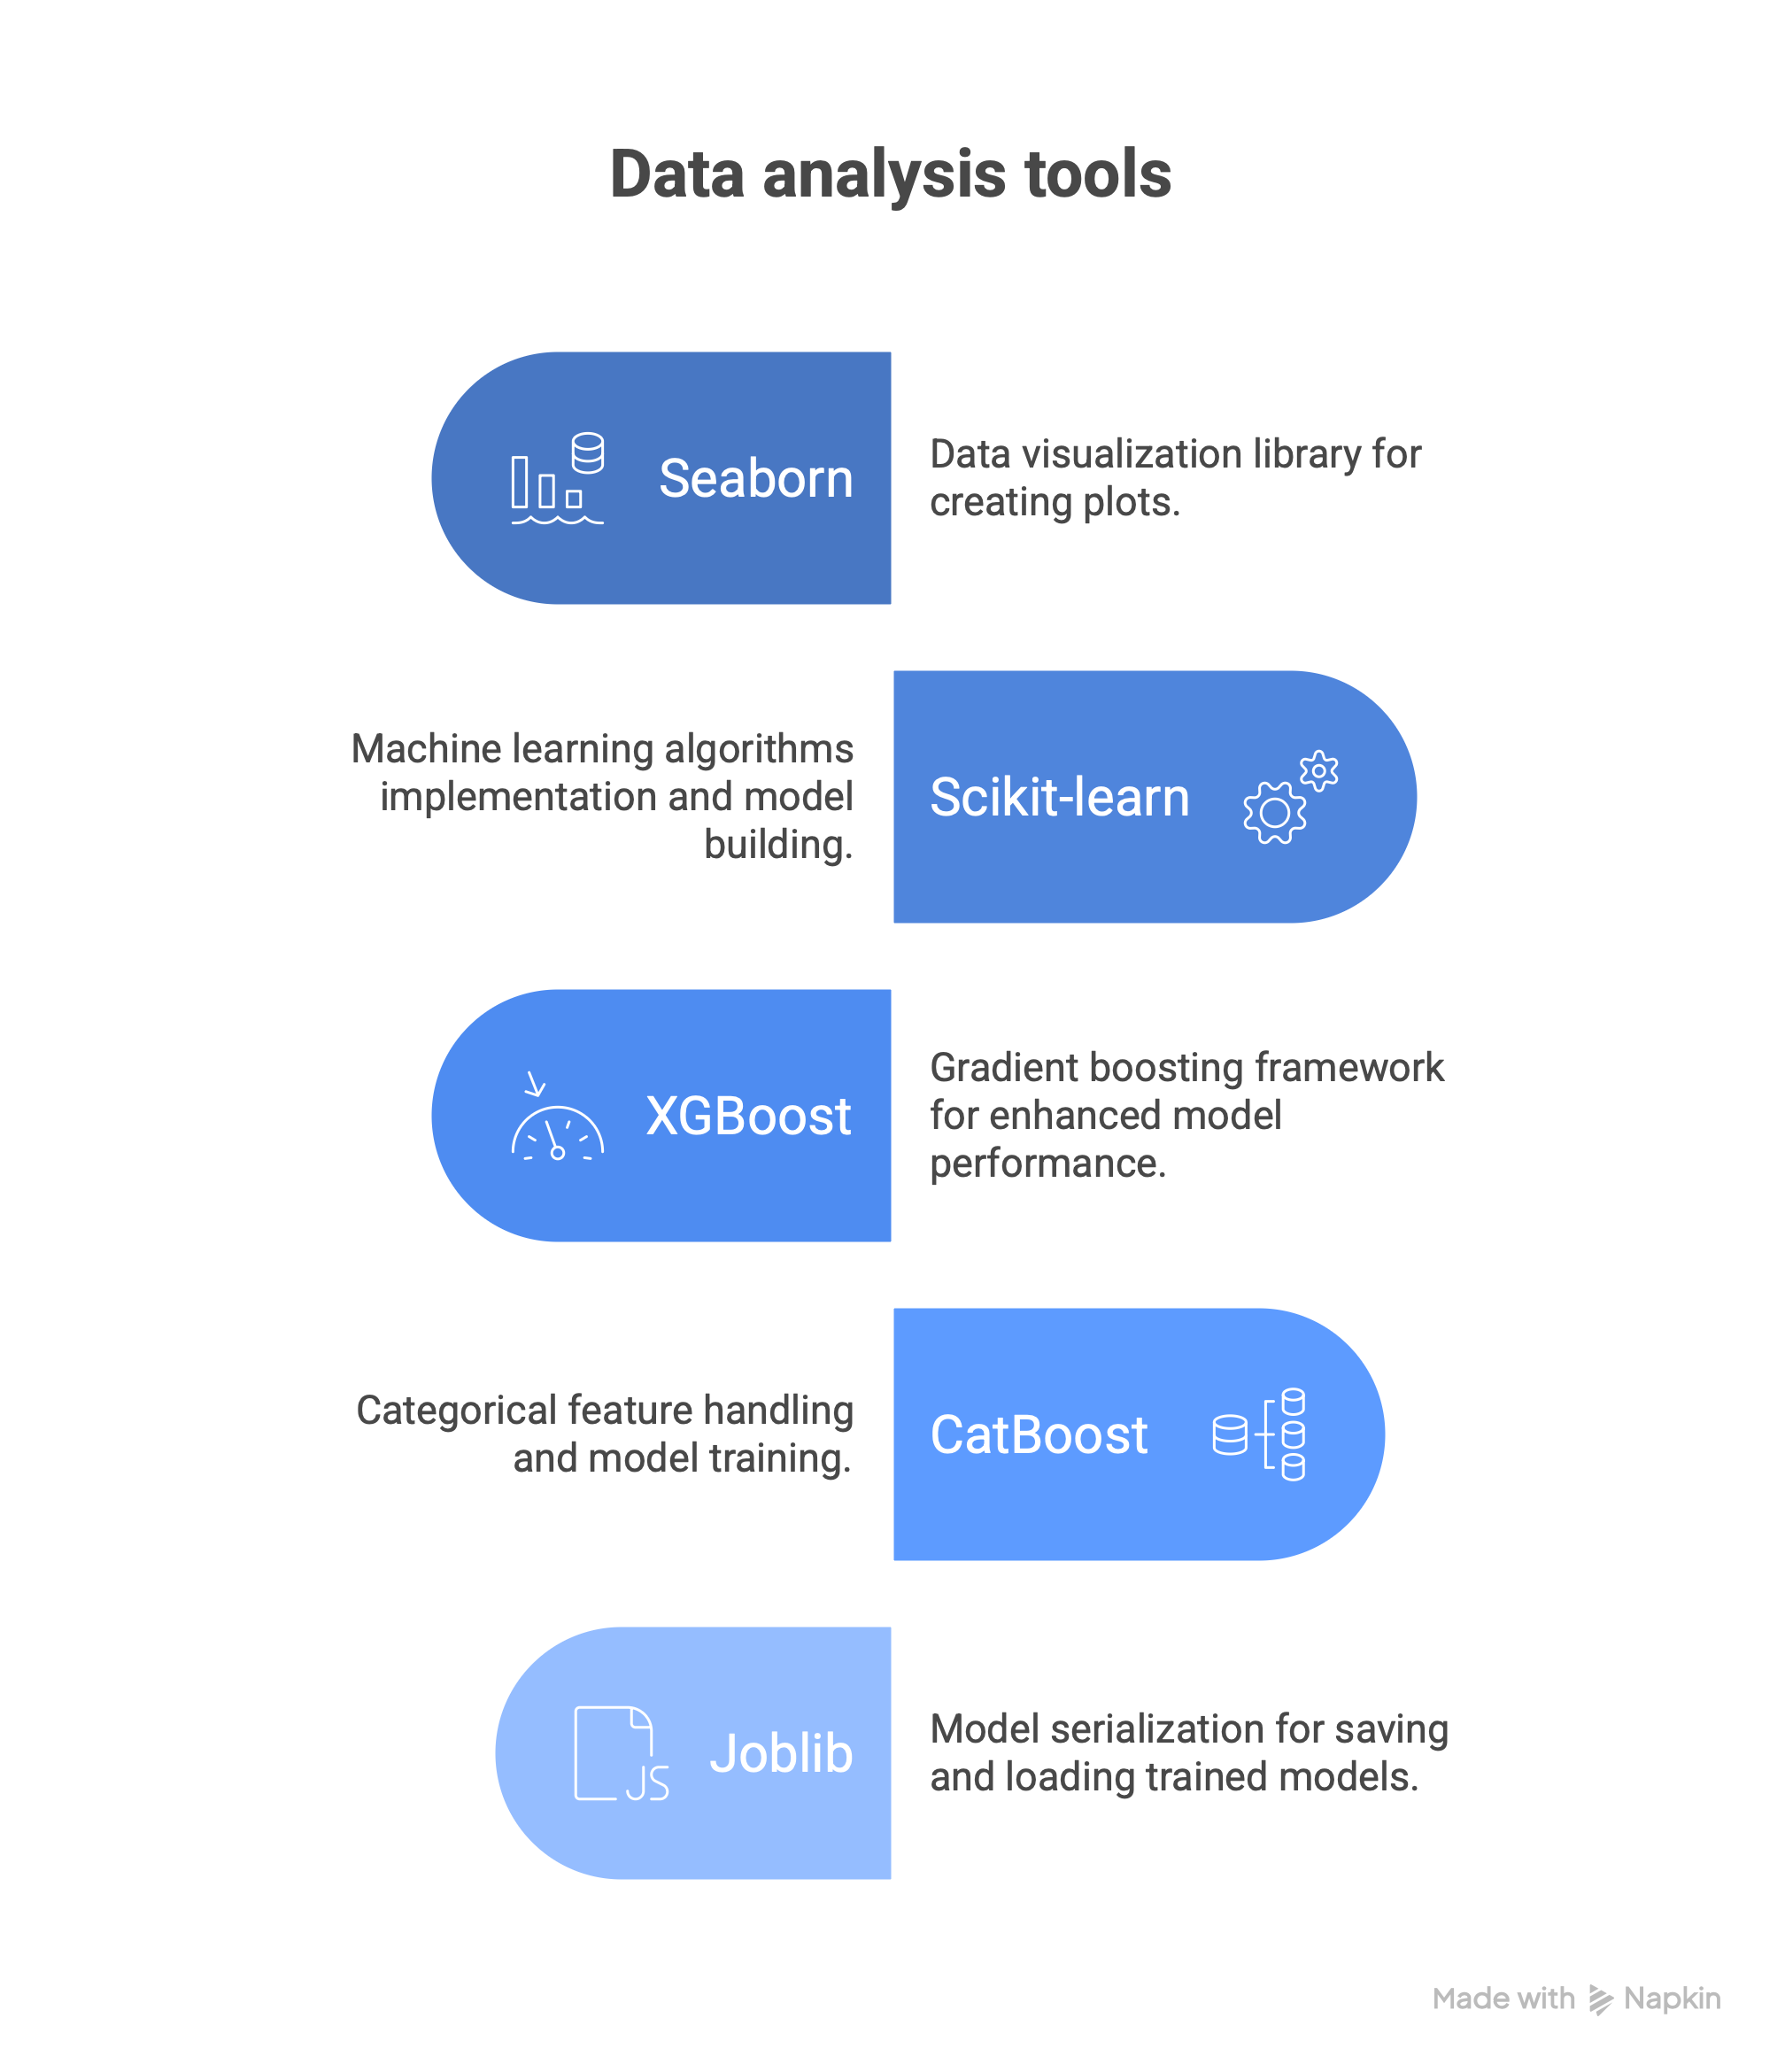 Data analysis tools
Seaborn
Data visualization library for
creating plots.
Machine learning algorithms
implementation and model
building.
Scikit-learn
XGBoost
Gradient boosting framework
for enhanced model
performance.
Categorical feature handling
and model training.
CatBoost
JS
Joblib
Model serialization for saving
and loading trained models.
Made with Napkin